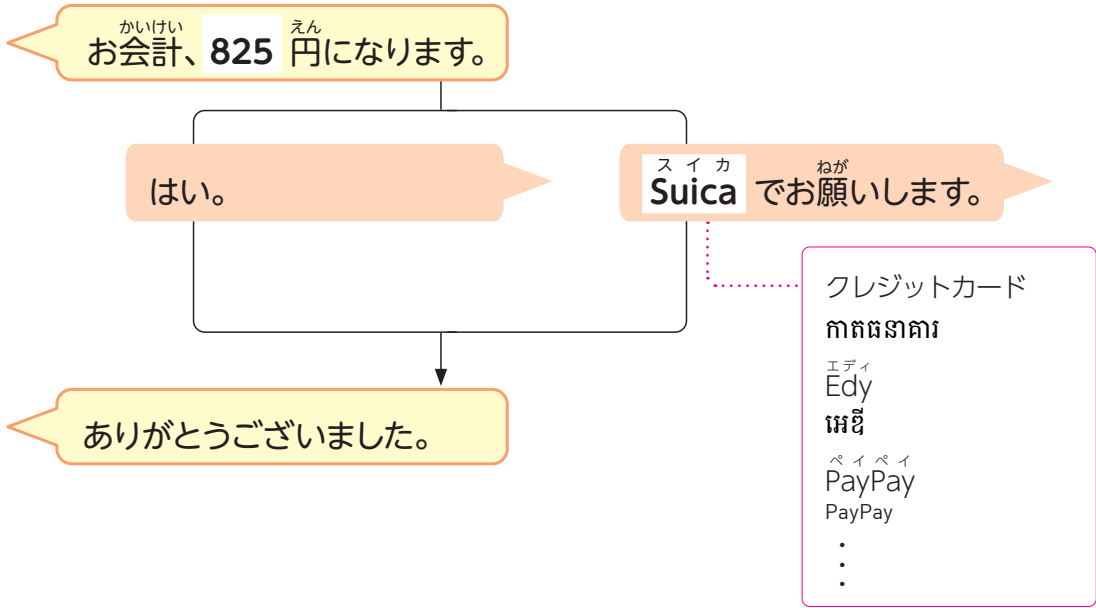 かいけい えん
お会計、825 円になります。
はい。
スイカ ねが
Suica でお願いします。
クレジットカード
កាតធនាគារ
エディ
Edy
អេឌី
ペイペイ
PayPay
PayPay
・
・
・
ありがとうございました。